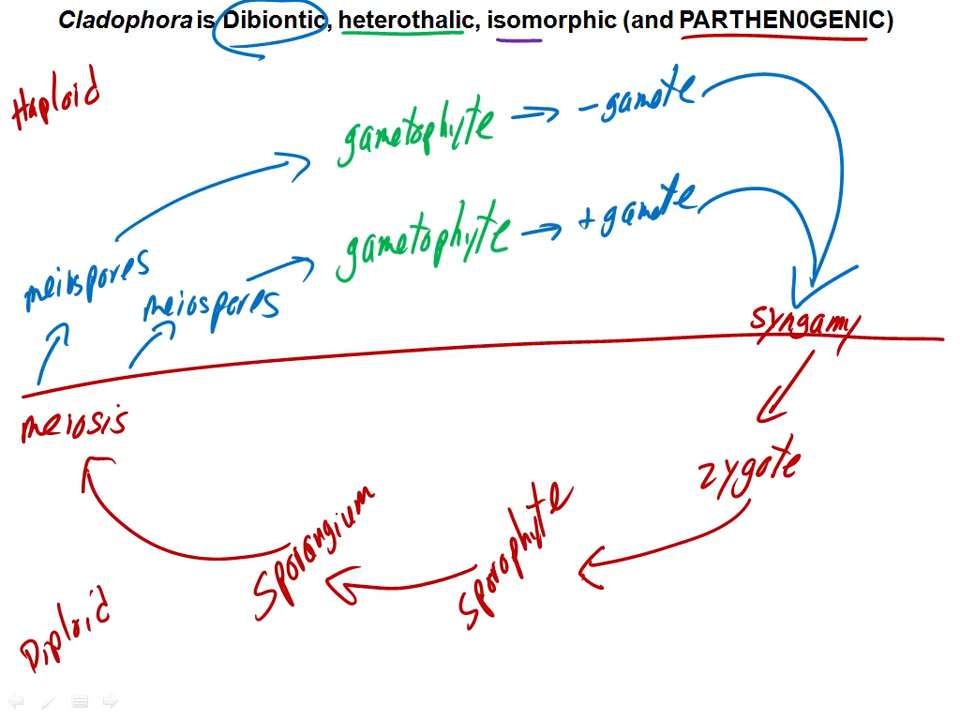 Cladophora is Dibiontic, heterothalic, isomorphic (and PARTHEN0GENIC)
Haploid
gametophyte → -gamete
gametophyte → +gamete
meiospores
meiospores
syngamy
meiosis
zygote
sporangium
sporophyte
Diploid